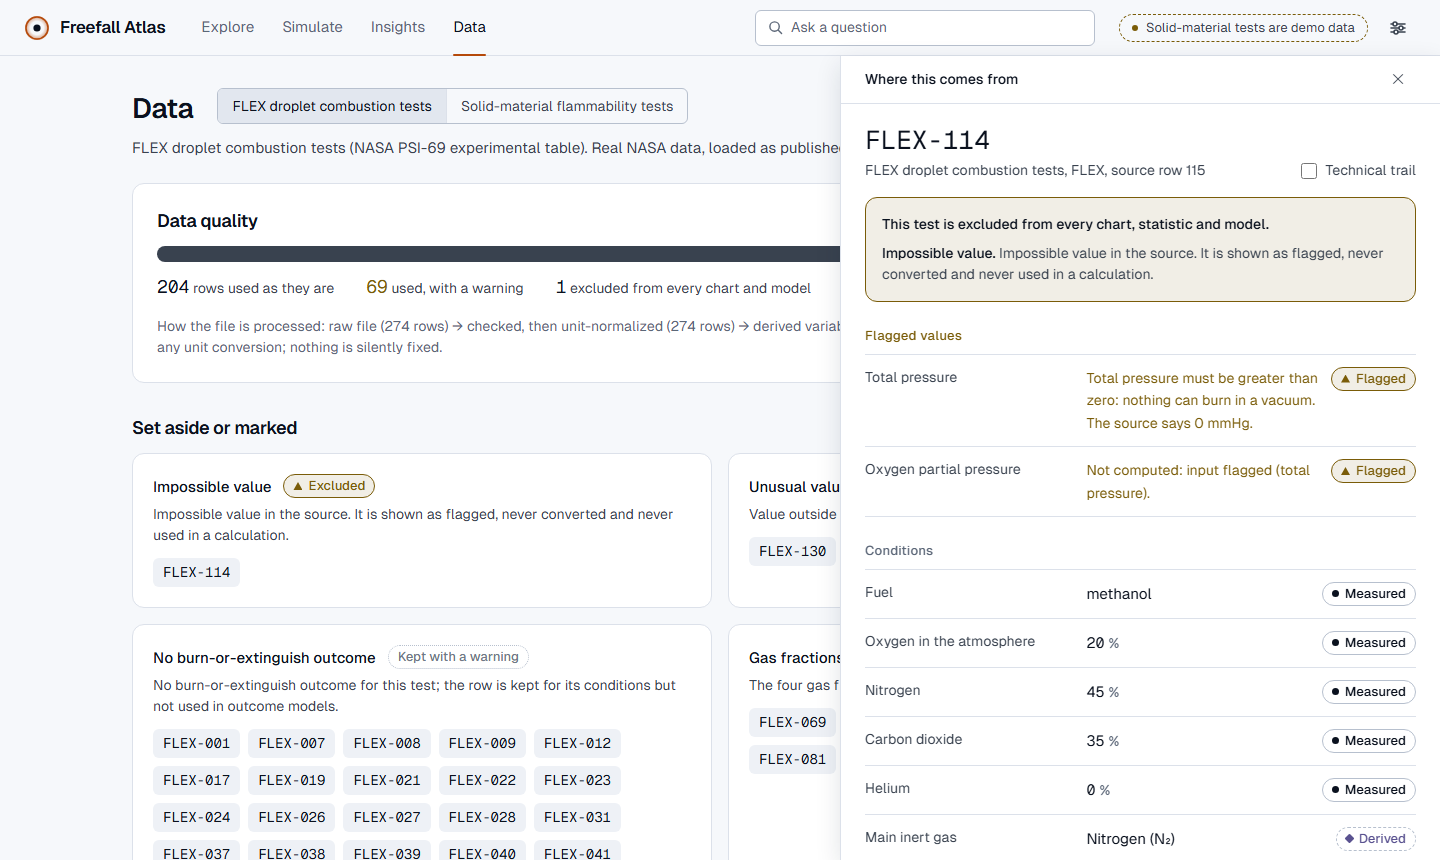 Freefall Atlas
Explore
Simulate
Insights
Data
Ask a question
Solid-material tests are demo data
Data
FLEX droplet combustion tests
Solid-material flammability tests
FLEX droplet combustion tests (NASA PSI-69 experimental table). Real NASA data, loaded as publishe
Data quality
204 rows used as they are
69 used, with a warning
1 excluded from every chart and model
How the file is processed: raw file (274 rows) → checked, then unit-normalized (274 rows) → derived variab
any unit conversion; nothing is silently fixed.
Set aside or marked
Impossible value
Excluded
Impossible value in the source. It is shown as flagged, never converted and never
used in a calculation.
FLEX-114
Unusual valu
Value outside
FLEX-130
No burn-or-extinguish outcome
Kept with a warning
No burn-or-extinguish outcome for this test; the row is kept for its conditions but
not used in outcome models.
FLEX-001 FLEX-007 FLEX-008 FLEX-009 FLEX-012
FLEX-017 FLEX-019 FLEX-021 FLEX-022 FLEX-023
FLEX-024 FLEX-026 FLEX-027 FLEX-028 FLEX-031
FLEX-037 FLEX-038 FLEX-039 FLEX-040 FLEX-041
Gas fractions
The four gas f
FLEX-069
FLEX-081
Where this comes from
FLEX-114
FLEX droplet combustion tests, FLEX, source row 115
Technical trail
This test is excluded from every chart, statistic and model.
Impossible value. Impossible value in the source. It is shown as flagged, never
converted and never used in a calculation.
Flagged values
Total pressure
Total pressure must be greater than
zero: nothing can burn in a vacuum.
The source says 0 mmHg.
Flagged
Oxygen partial pressure
Not computed: input flagged (total
pressure).
Flagged
Conditions
Fuel
methanol
Measured
Oxygen in the atmosphere
20 %
Measured
Nitrogen
45 %
Measured
Carbon dioxide
35 %
Measured
Helium
0 %
Measured
Main inert gas
Nitrogen (N₂)
Derived